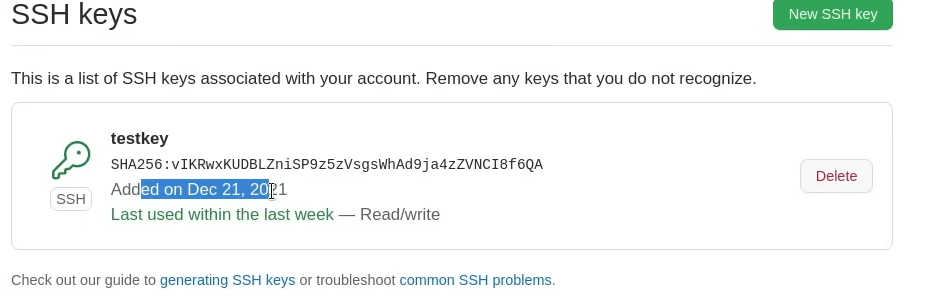 SSH keys
New SSH key
This is a list of SSH keys associated with your account. Remove any keys that you do not recognize.
testkey
SHA256:vIKRwxKUDBLZniSP9z5zVsgsWhAd9ja4zZVNCI8f6QA
Added on Dec 21, 2021
SSH
Last used within the last week — Read/write
Delete
Check out our guide to generating SSH keys or troubleshoot common SSH problems.